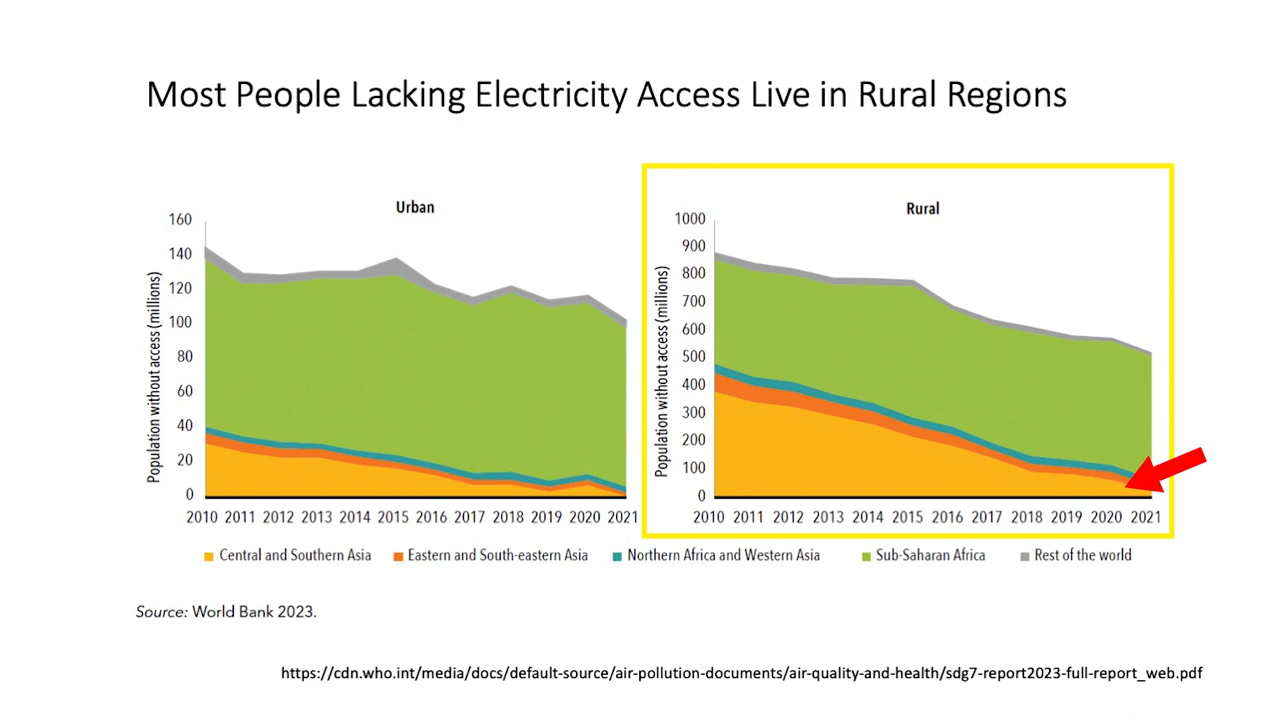 Most People Lacking Electricity Access Live in Rural Regions
Urban
Population without access (millions)
160
140
120
100
80
60
40
20
0
2010 2011 2012 2013 2014 2015 2016 2017 2018 2019 2020 2021
Rural
Population without access (millions)
1000
900
800
700
600
500
400
300
200
100
0
2010 2011 2012 2013 2014 2015 2016 2017 2018 2019 2020 2021
Central and Southern Asia Eastern and South-eastern Asia Northern Africa and Western Asia Sub-Saharan Africa Rest of the world
Source: World Bank 2023.
https://cdn.who.int/media/docs/default-source/air-pollution-documents/air-quality-and-health/sdg7-report2023-full-report_web.pdf